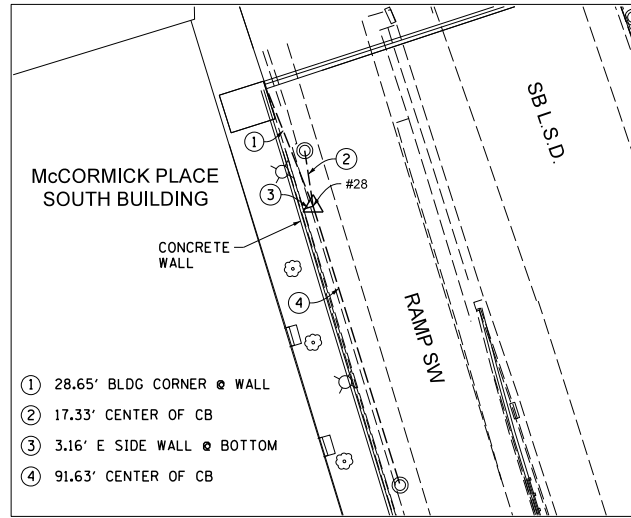 SB L.S.D.
1
2
McCORMICK PLACE
SOUTH BUILDING
3
#28
CONCRETE
WALL
4
RAMP SW
1 28.65' BLDG CORNER @ WALL
2 17.33' CENTER OF CB
3 3.16' E SIDE WALL @ BOTTOM
4 91.63' CENTER OF CB